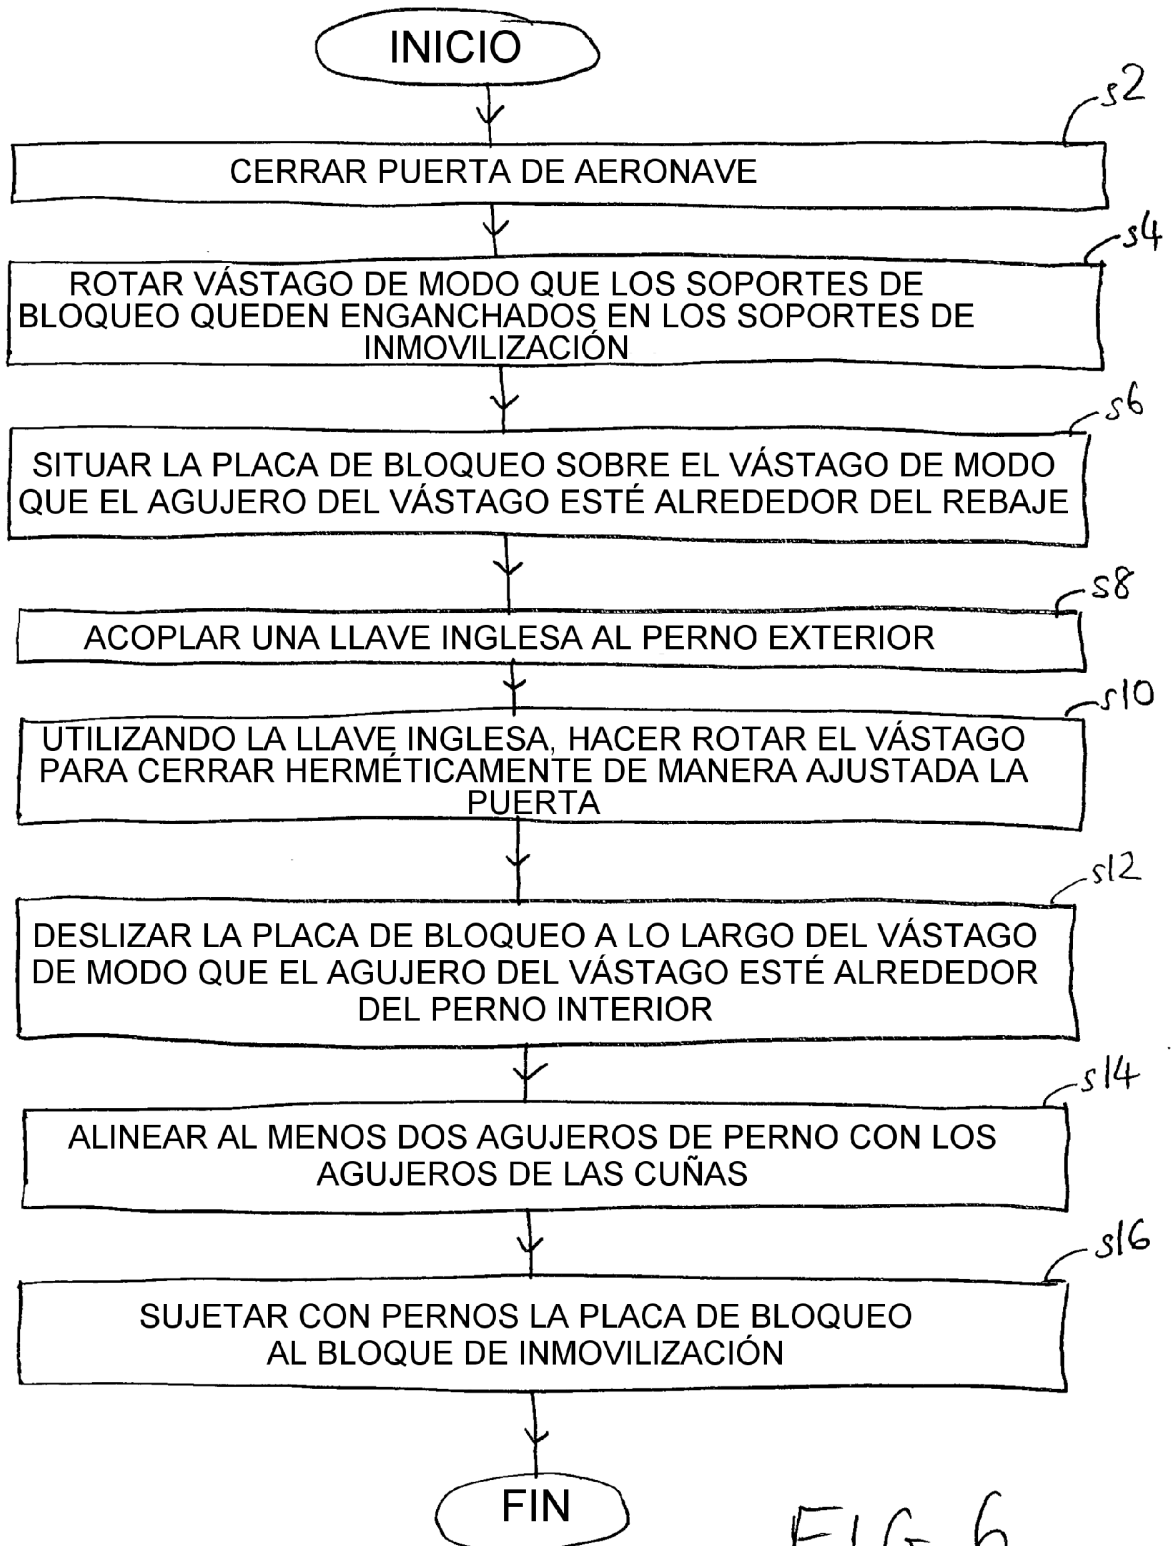 INICIO
s2
CERRAR PUERTA DE AERONAVE
s4
ROTAR VÁSTAGO DE MODO QUE LOS SOPORTES DE
BLOQUEO QUEDEN ENGANCHADOS EN LOS SOPORTES DE
INMOVILIZACIÓN
s6
SITUAR LA PLACA DE BLOQUEO SOBRE EL VÁSTAGO DE MODO
QUE EL AGUJERO DEL VÁSTAGO ESTÉ ALREDEDOR DEL REBAJE
s8
ACOPLAR UNA LLAVE INGLESA AL PERNO EXTERIOR
s10
UTILIZANDO LA LLAVE INGLESA, HACER ROTAR EL VÁSTAGO
PARA CERRAR HERMÉTICAMENTE DE MANERA AJUSTADA LA
PUERTA
s12
DESLIZAR LA PLACA DE BLOQUEO A LO LARGO DEL VÁSTAGO
DE MODO QUE EL AGUJERO DEL VÁSTAGO ESTÉ ALREDEDOR
DEL PERNO INTERIOR
s14
ALINEAR AL MENOS DOS AGUJEROS DE PERNO CON LOS
AGUJEROS DE LAS CUÑAS
s16
SUJETAR CON PERNOS LA PLACA DE BLOQUEO
AL BLOQUE DE INMOVILIZACIÓN
FIN
FIG 6